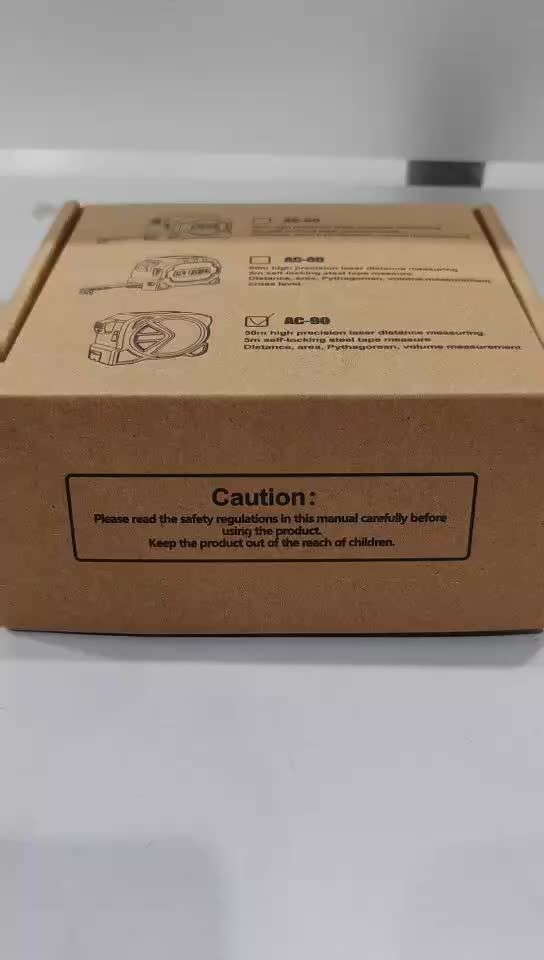 AC-60
60m high precision laser distance measuring
5m self-locking steel tape measure
Distance, area, Pythagorean, volume measurement
cross level
AC-90
50m high precision laser distance measuring.
5m self-locking steel tape measure
Distance, area, Pythagorean, volume measurement
Caution:
Please read the safety regulations in this manual carefully before
using the product.
Keep the product out of the reach of children.